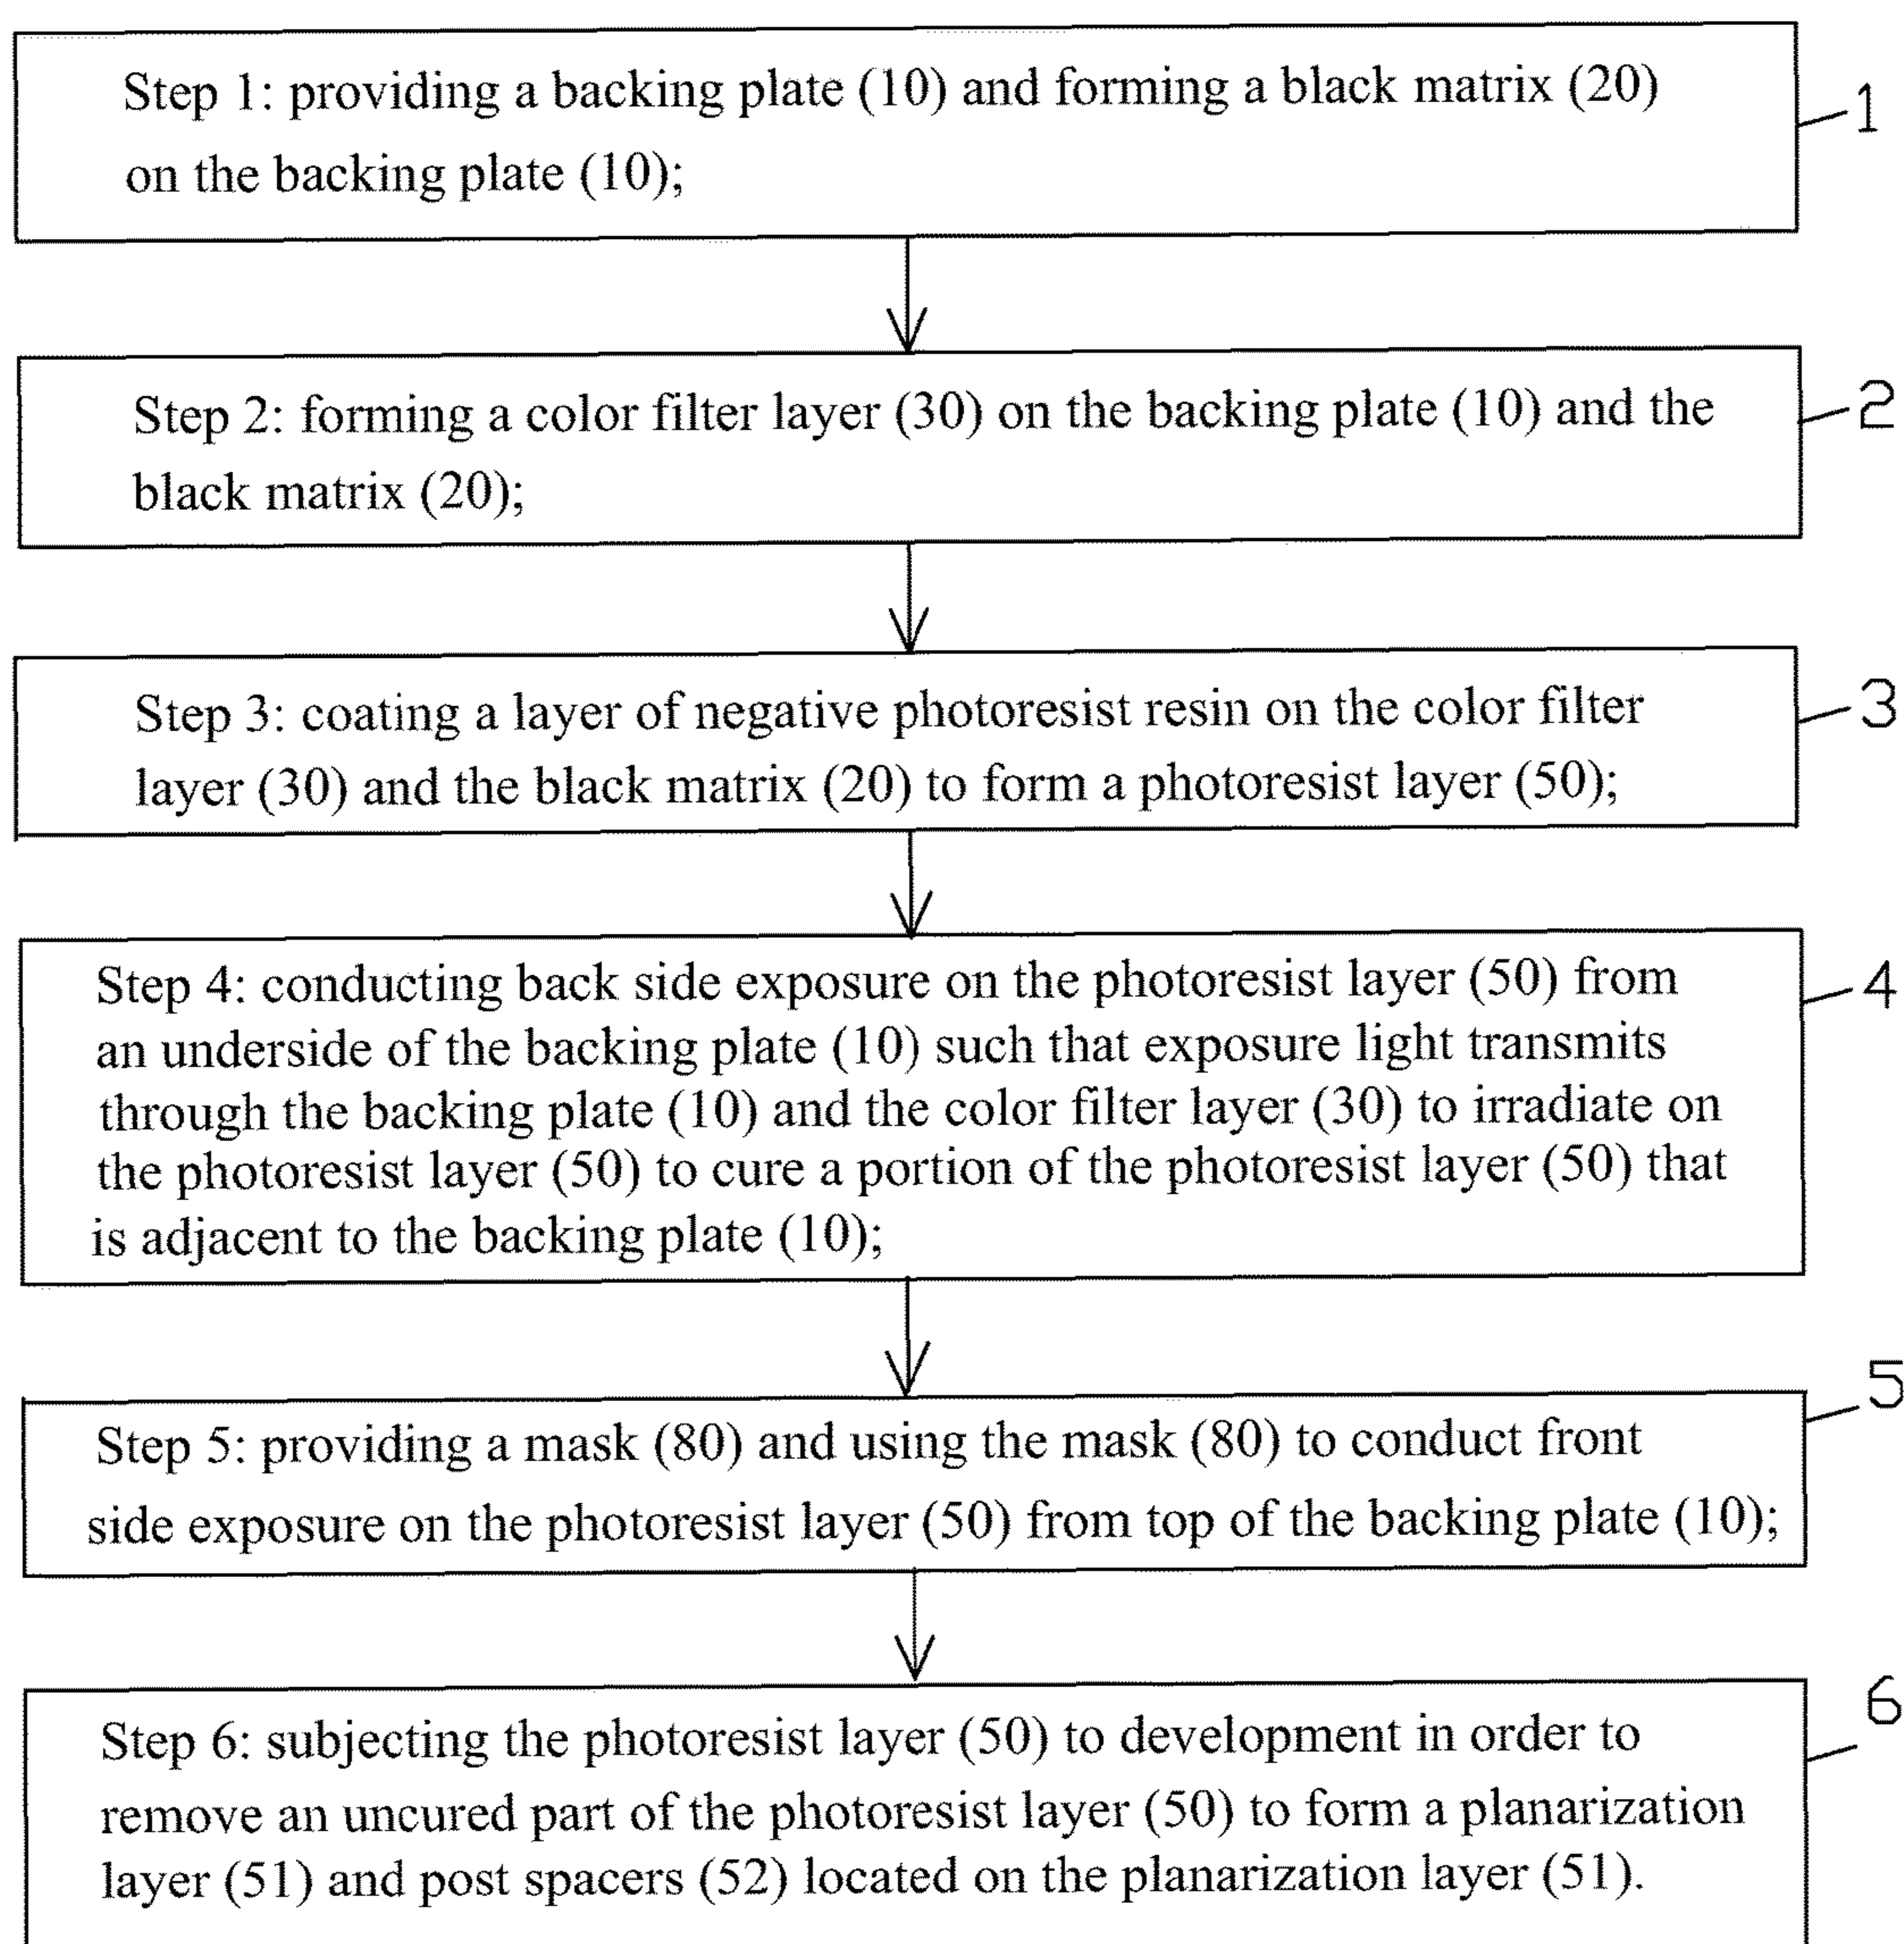 Step 1: providing a backing plate (10) and forming a black matrix (20)
on the backing plate (10);
1
Step 2: forming a color filter layer (30) on the backing plate (10) and the
black matrix (20);
2
Step 3: coating a layer of negative photoresist resin on the color filter
layer (30) and the black matrix (20) to form a photoresist layer (50);
3
Step 4: conducting back side exposure on the photoresist layer (50) from
an underside of the backing plate (10) such that exposure light transmits
through the backing plate (10) and the color filter layer (30) to irradiate on
the photoresist layer (50) to cure a portion of the photoresist layer (50) that
is adjacent to the backing plate (10);
4
Step 5: providing a mask (80) and using the mask (80) to conduct front
side exposure on the photoresist layer (50) from top of the backing plate (10);
5
Step 6: subjecting the photoresist layer (50) to development in order to
remove an uncured part of the photoresist layer (50) to form a planarization
layer (51) and post spacers (52) located on the planarization layer (51).
6